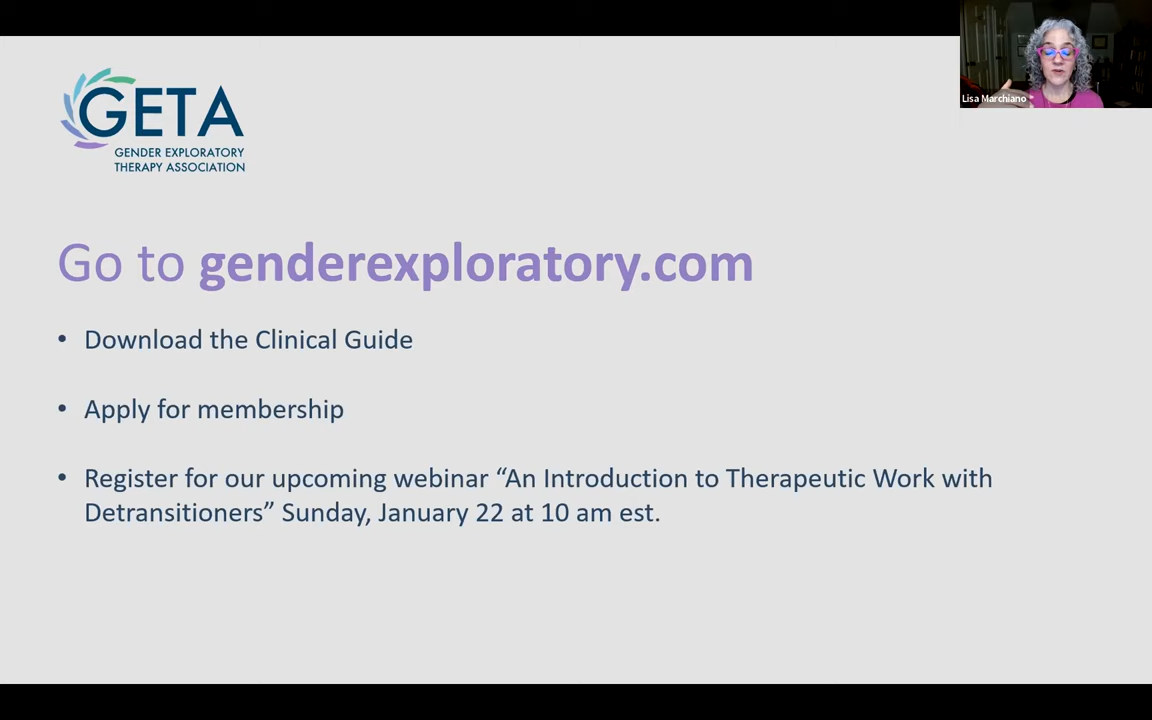 Lisa Marchiano
GETA
GENDER EXPLORATORY
THERAPY ASSOCIATION
Go to genderexploratory.com
• Download the Clinical Guide
• Apply for membership
• Register for our upcoming webinar “An Introduction to Therapeutic Work with
Detransitioners” Sunday, January 22 at 10 am est.